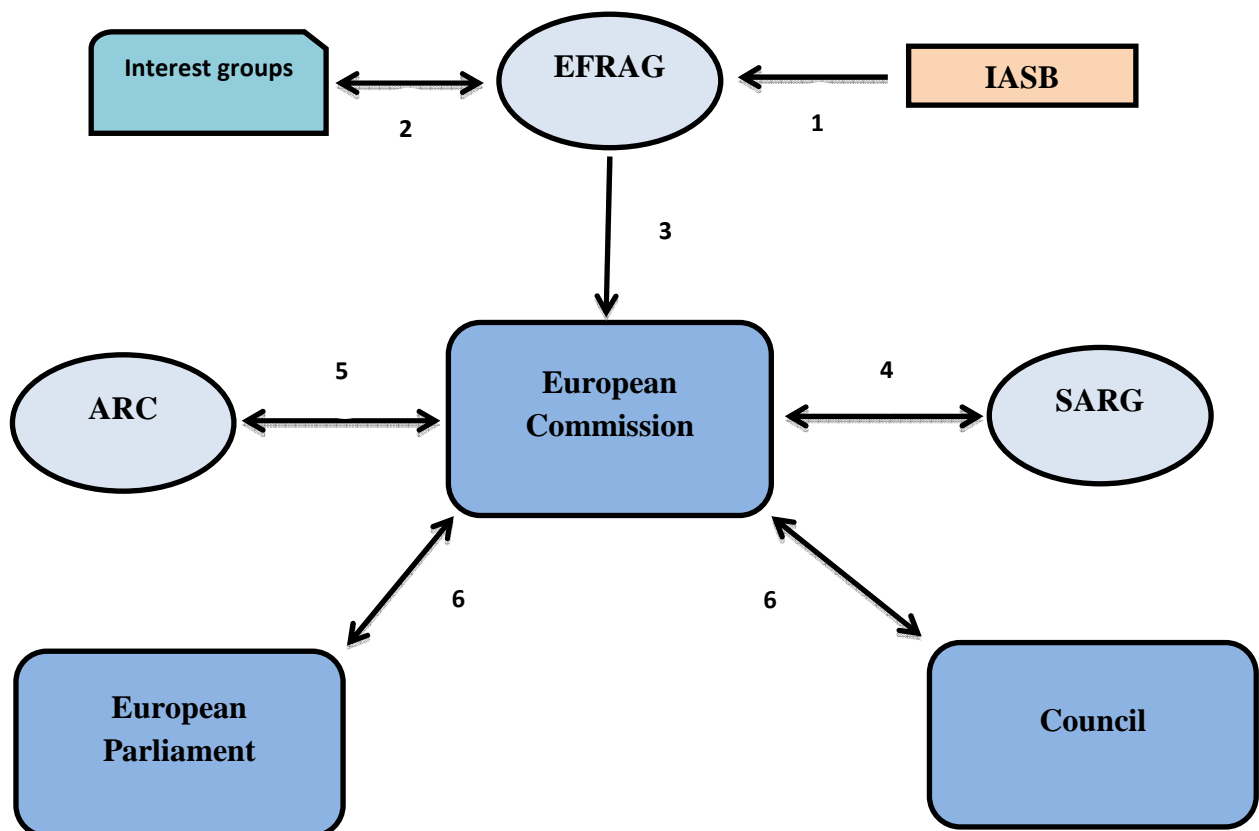 Interest groups
EFRAG
IASB
2
1
3
ARC
5
European
Commission
4
SARG
6
6
European
Parliament
Council